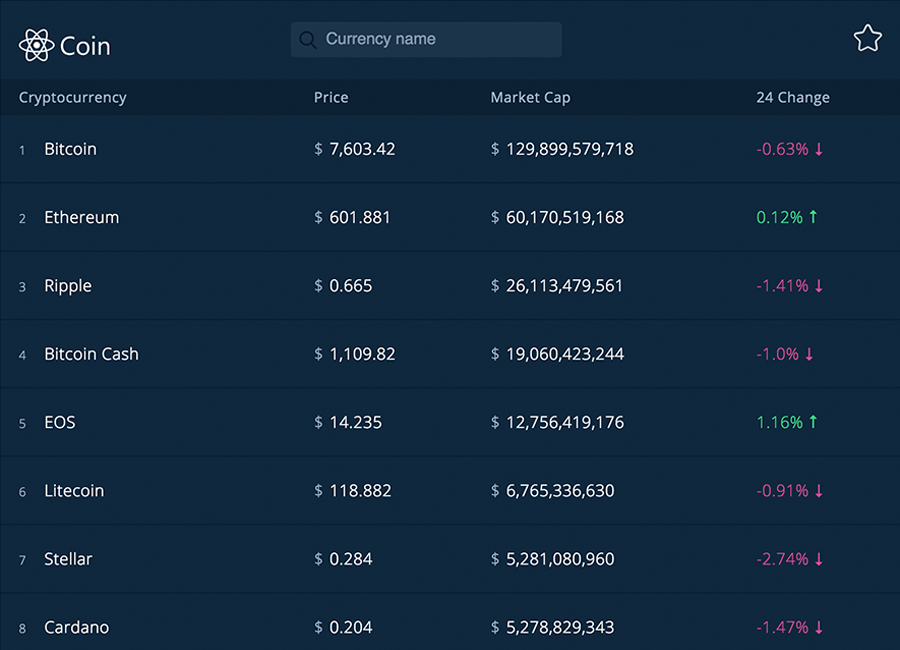 Coin
Currency name
Cryptocurrency Price Market Cap 24 Change
1 Bitcoin $ 7,603.42 $ 129,899,579,718 -0.63% ↓
2 Ethereum $ 601.881 $ 60,170,519,168 0.12% ↑
3 Ripple $ 0.665 $ 26,113,479,561 -1.41% ↓
4 Bitcoin Cash $ 1,109.82 $ 19,060,423,244 -1.0% ↓
5 EOS $ 14.235 $ 12,756,419,176 1.16% ↑
6 Litecoin $ 118.882 $ 6,765,336,630 -0.91% ↓
7 Stellar $ 0.284 $ 5,281,080,960 -2.74% ↓
8 Cardano $ 0.204 $ 5,278,829,343 -1.47% ↓